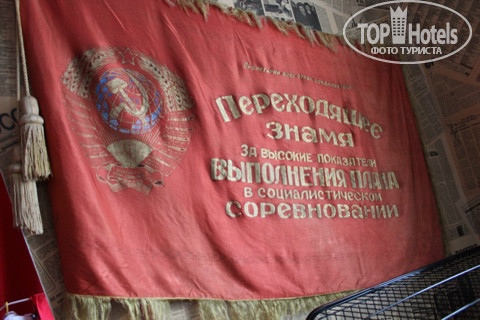 TOP Hotels
ФОТО ТУРИСТА
Переходящее
знамя
за высокие показатели
выполнения плана
в социалистическом
соревновании